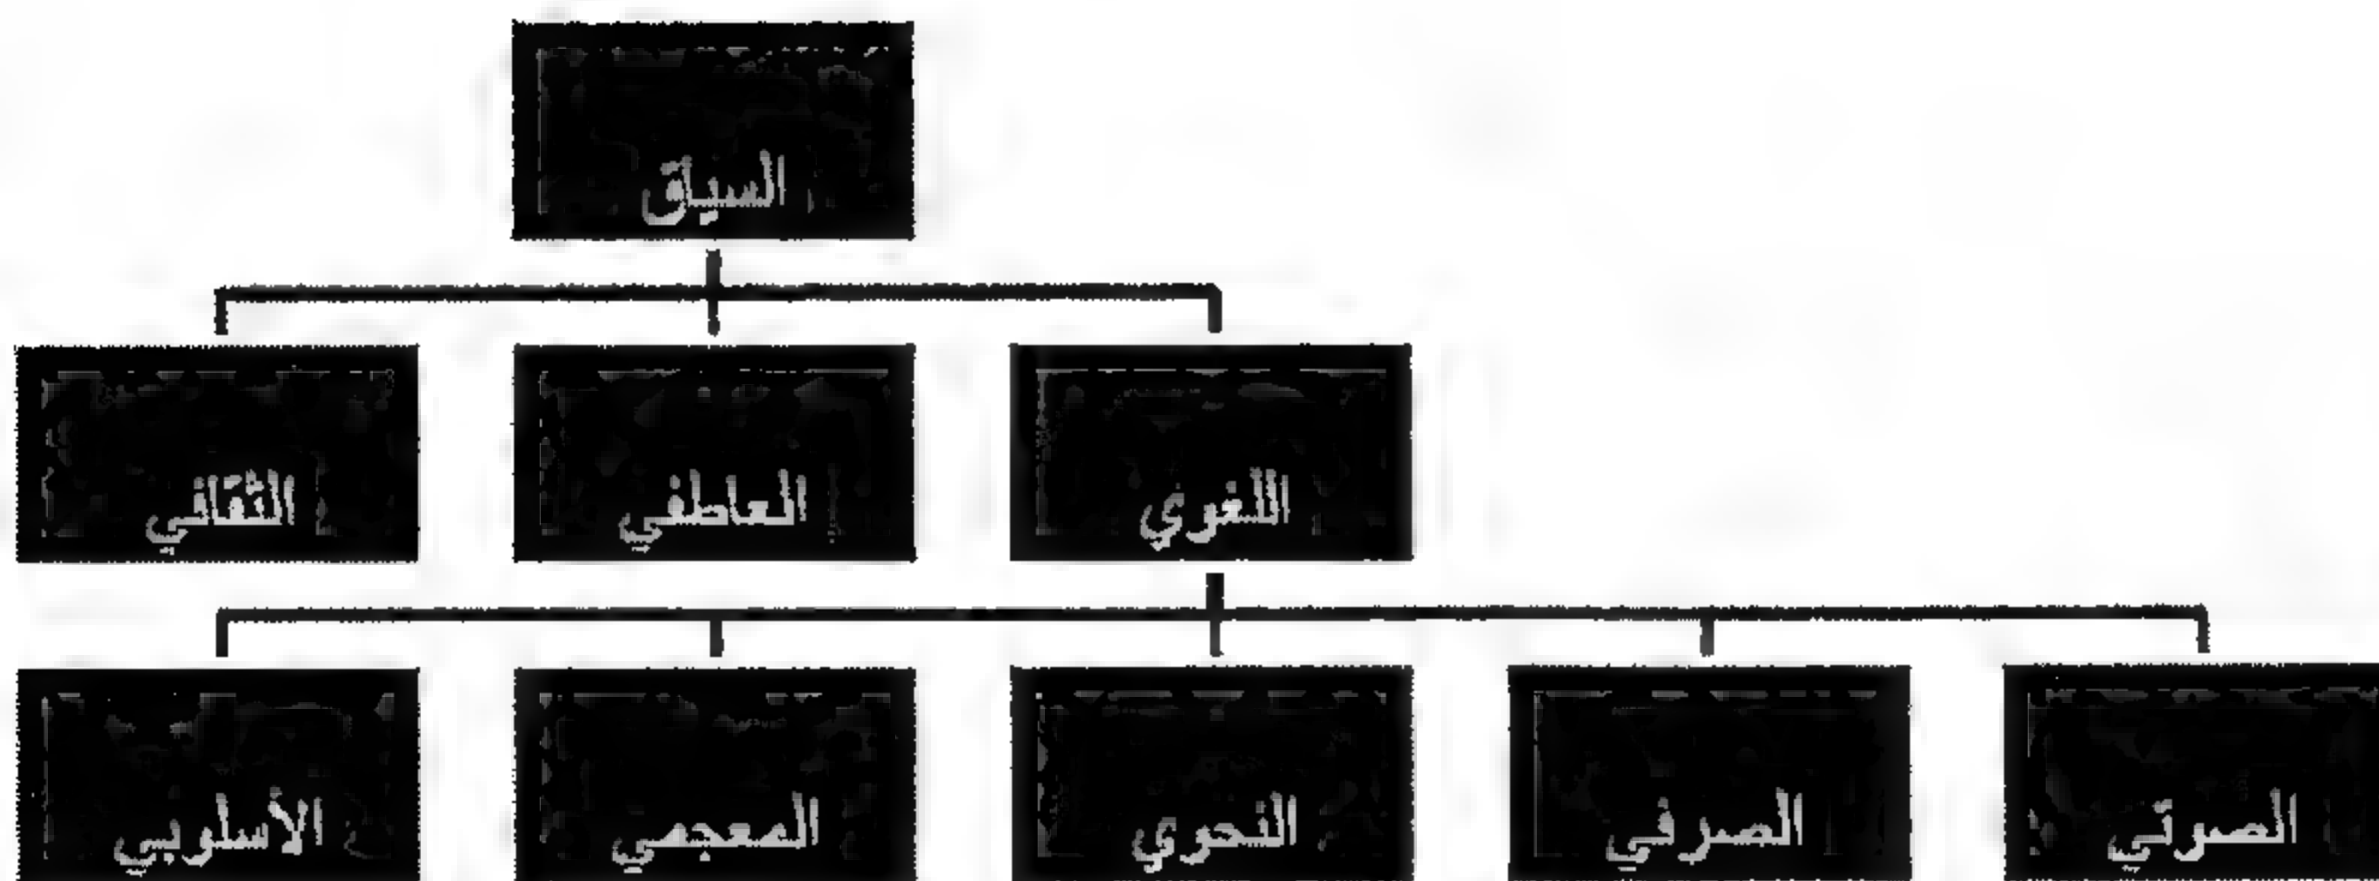 السياق
اللغوي
العاطفي
الثقافي
الصوتي
الصرفي
النحوي
المعجمي
الأسلوبي